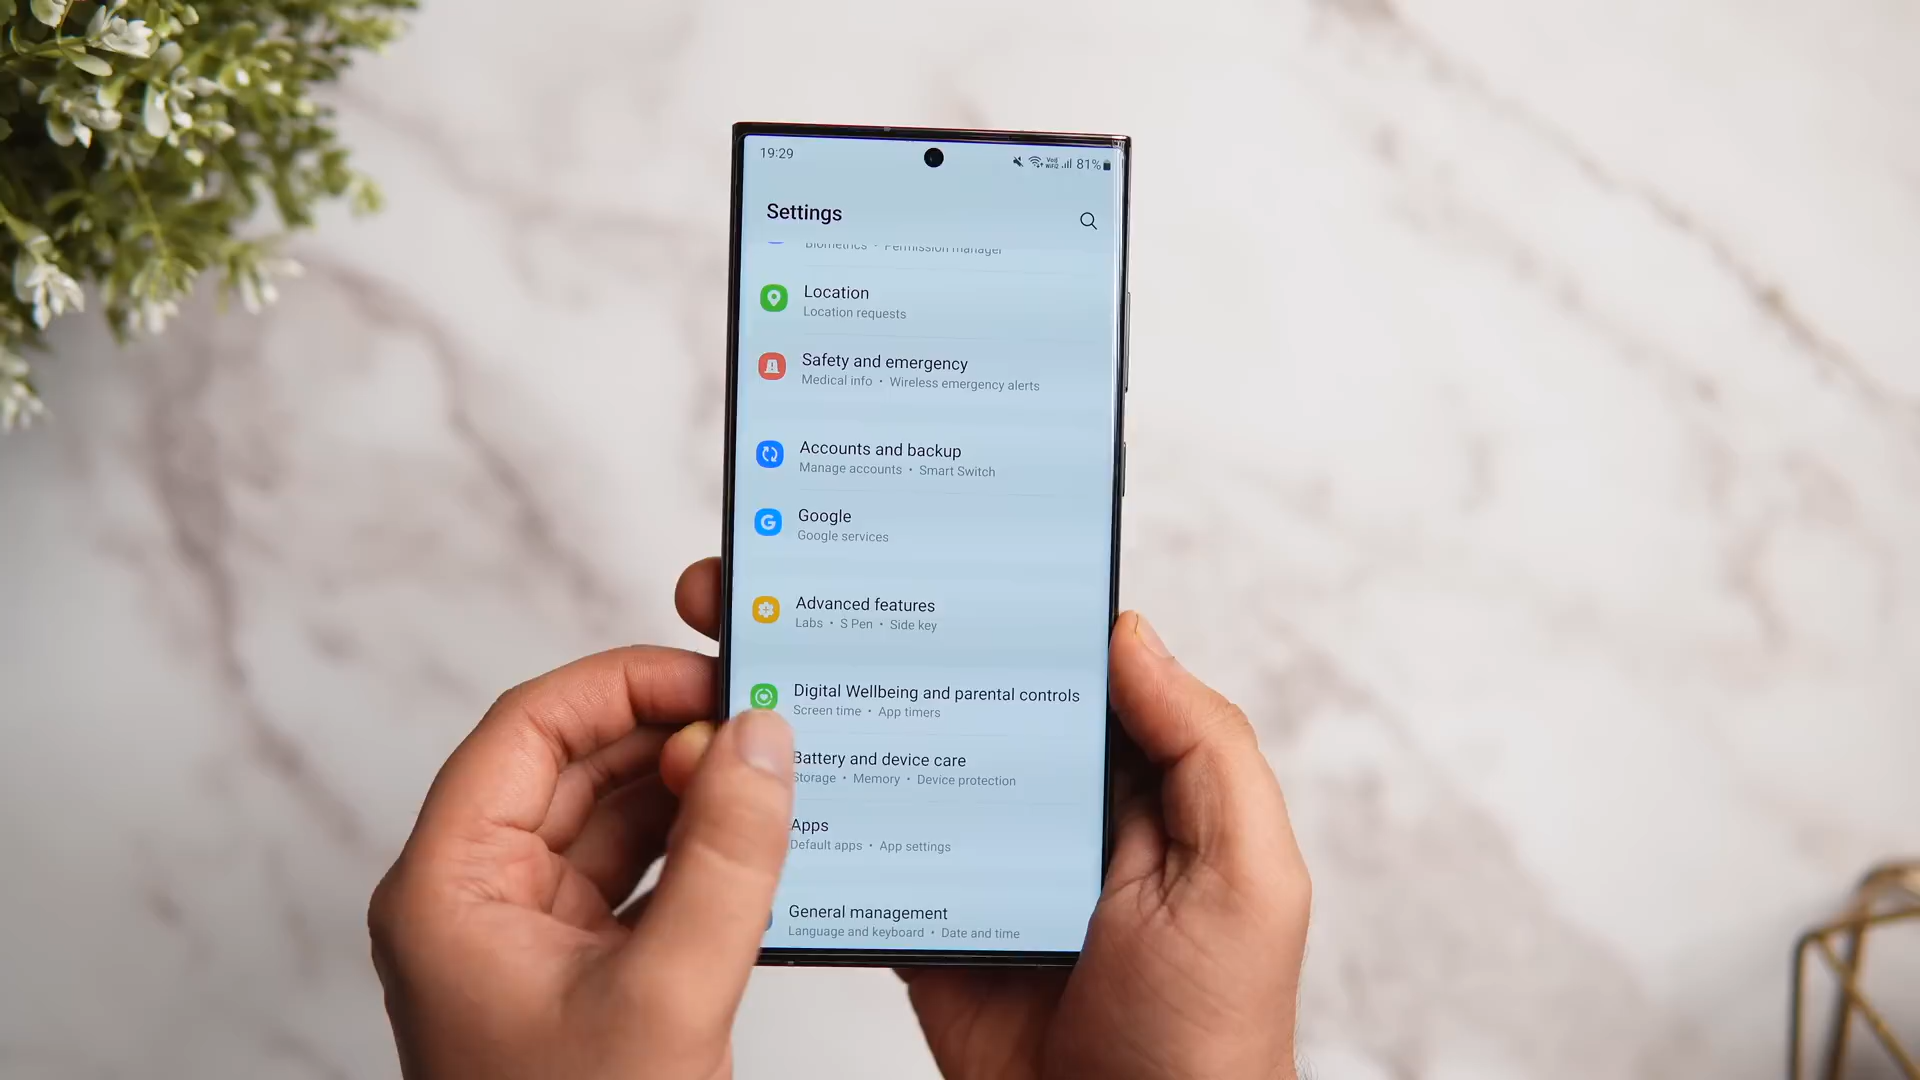 19:29
81%
Settings
Biometrics • Permission manager
Location
Location requests
Safety and emergency
Medical info • Wireless emergency alerts
Accounts and backup
Manage accounts • Smart Switch
Google
Google services
Advanced features
Labs • S Pen • Side key
Digital Wellbeing and parental controls
Screen time • App timers
Battery and device care
Storage • Memory • Device protection
Apps
Default apps • App settings
General management
Language and keyboard • Date and time